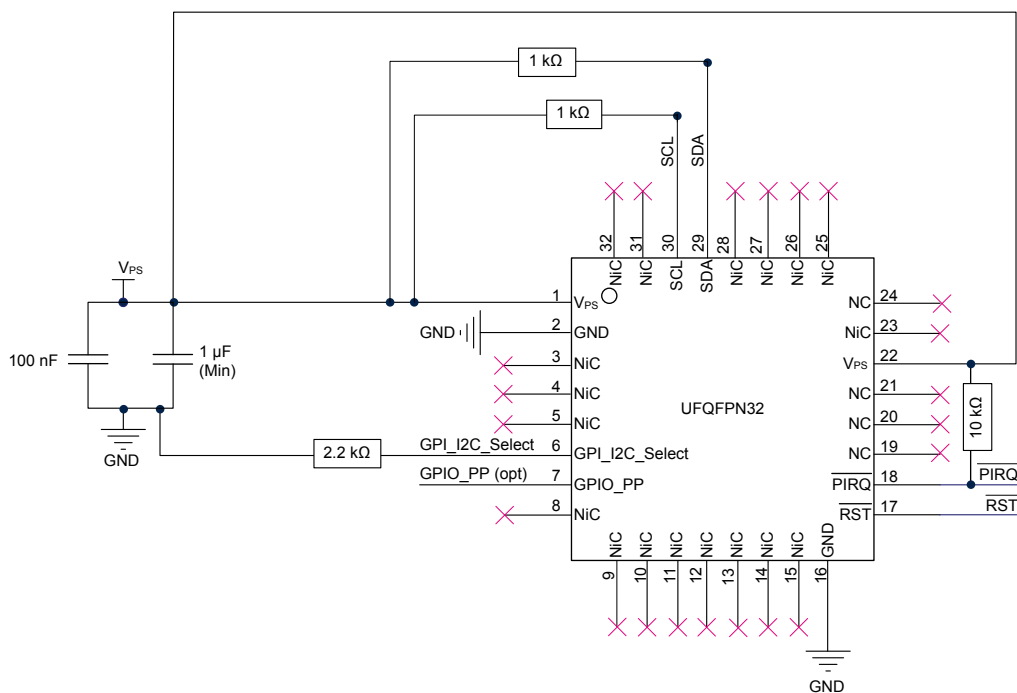 1 kΩ
1 kΩ
SCL
SDA
32
31
30
29
28
27
26
25
NiC
NiC
SCL
SDA
NiC
NiC
NiC
NiC
VPS
100 nF
1 µF
(Min)
GND
1
VPS
GND
2
GND
3
NiC
4
NiC
5
NiC
2.2 kΩ
GPI_I2C_Select
6
GPI_I2C_Select
GPIO_PP (opt)
7
GPIO_PP
8
NiC
UFQFPN32
NC
24
NiC
23
VPS
22
NC
21
NC
20
NC
19
10 kΩ
PIRQ
18
PIRQ
RST
17
RST
NiC
NiC
NiC
NiC
NiC
NiC
NiC
GND
9
10
11
12
13
14
15
16
GND